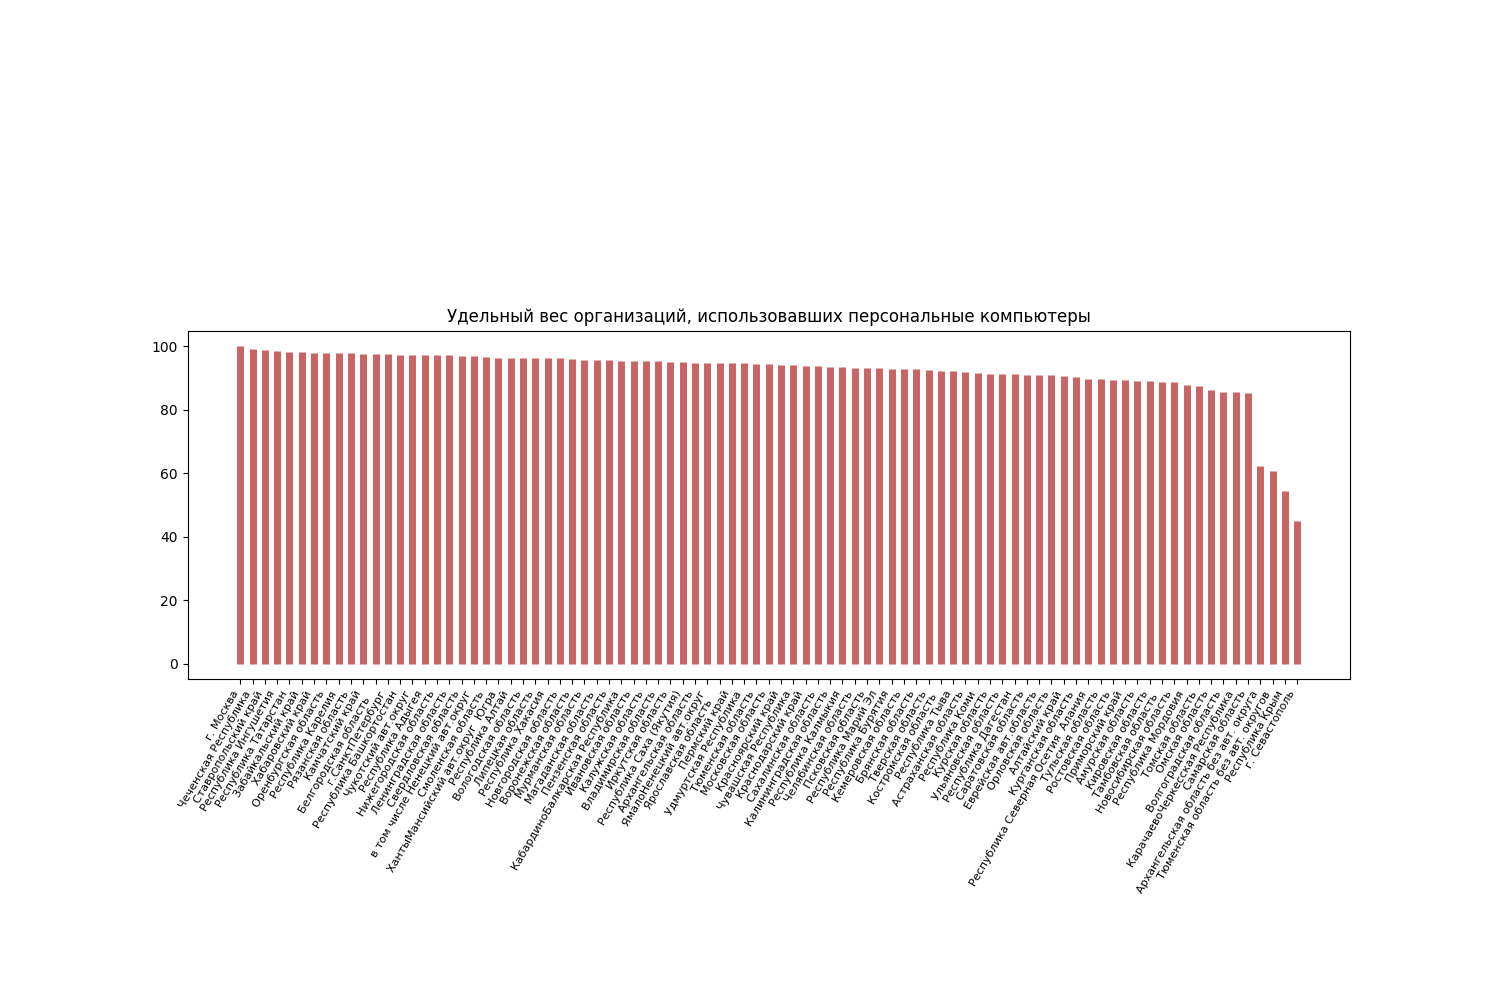 Удельный вес организаций, использовавших персональные компьютеры
100
80
60
40
20
0
г. Москва
Чеченская Республика
Ставропольский край
Республика Ингушетия
Республика Татарстан
Забайкальский край
Хабаровский край
Оренбургская область
Республика Карелия
Рязанская область
Камчатский край
Белгородская область
г. СанктПетербург
Республика Башкортостан
Чукотский авт округ
Республика Адыгея
Нижегородская область
Ленинградская область
Свердловская область
в том числе Ненецкий авт округ
Смоленская область
ХантыМансийский авт округ Югра
Республика Алтай
Вологодская область
Липецкая область
Республика Хакасия
Новгородская область
Воронежская область
Мурманская область
Магаданская область
Пензенская область
КабардиноБалкарская Республика
Ивановская область
Калужская область
Владимирская область
Иркутская область
Республика Саха (Якутия)
Архангельская область
Ямалоненецкий авт округ
Ярославская область
Пермский край
Удмуртская Республика
Тюменская область
Московская область
Красноярский край
Чувашская Республика
Краснодарский край
Сахалинская область
Калининградская область
Республика Калмыкия
Челябинская область
Псковская область
Республика Марий Эл
Республика Бурятия
Кемеровская область
Брянская область
Тверская область
Костромская область
Республика Тыва
Астраханская область
Республика Коми
Курская область
Ульяновская область
Республика Дагестан
Саратовская область
Еврейская авт область
Орловская область
Алтайский край
Курганская область
Республика Северная Осетия Алания
Тульская область
Ростовская область
Приморский край
Амурская область
Кировская область
Тамбовская область
Новосибирская область
Республика Мордовия
Томская область
Омская область
Волгоградская область
КарачаевоЧеркесская Республика
Самарская область
Архангельская область без авт. округа
Тюменская область без авт. округов
Республика Крым
г. Севастополь